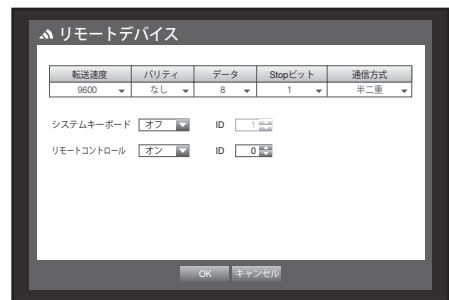 リモートデバイス
転送速度 パリティ データ Stopビット 通信方式
9600 なし 8 1 半二重
システムキーボード オフ ID 1
リモートコントロール オン ID 0
OK キャンセル